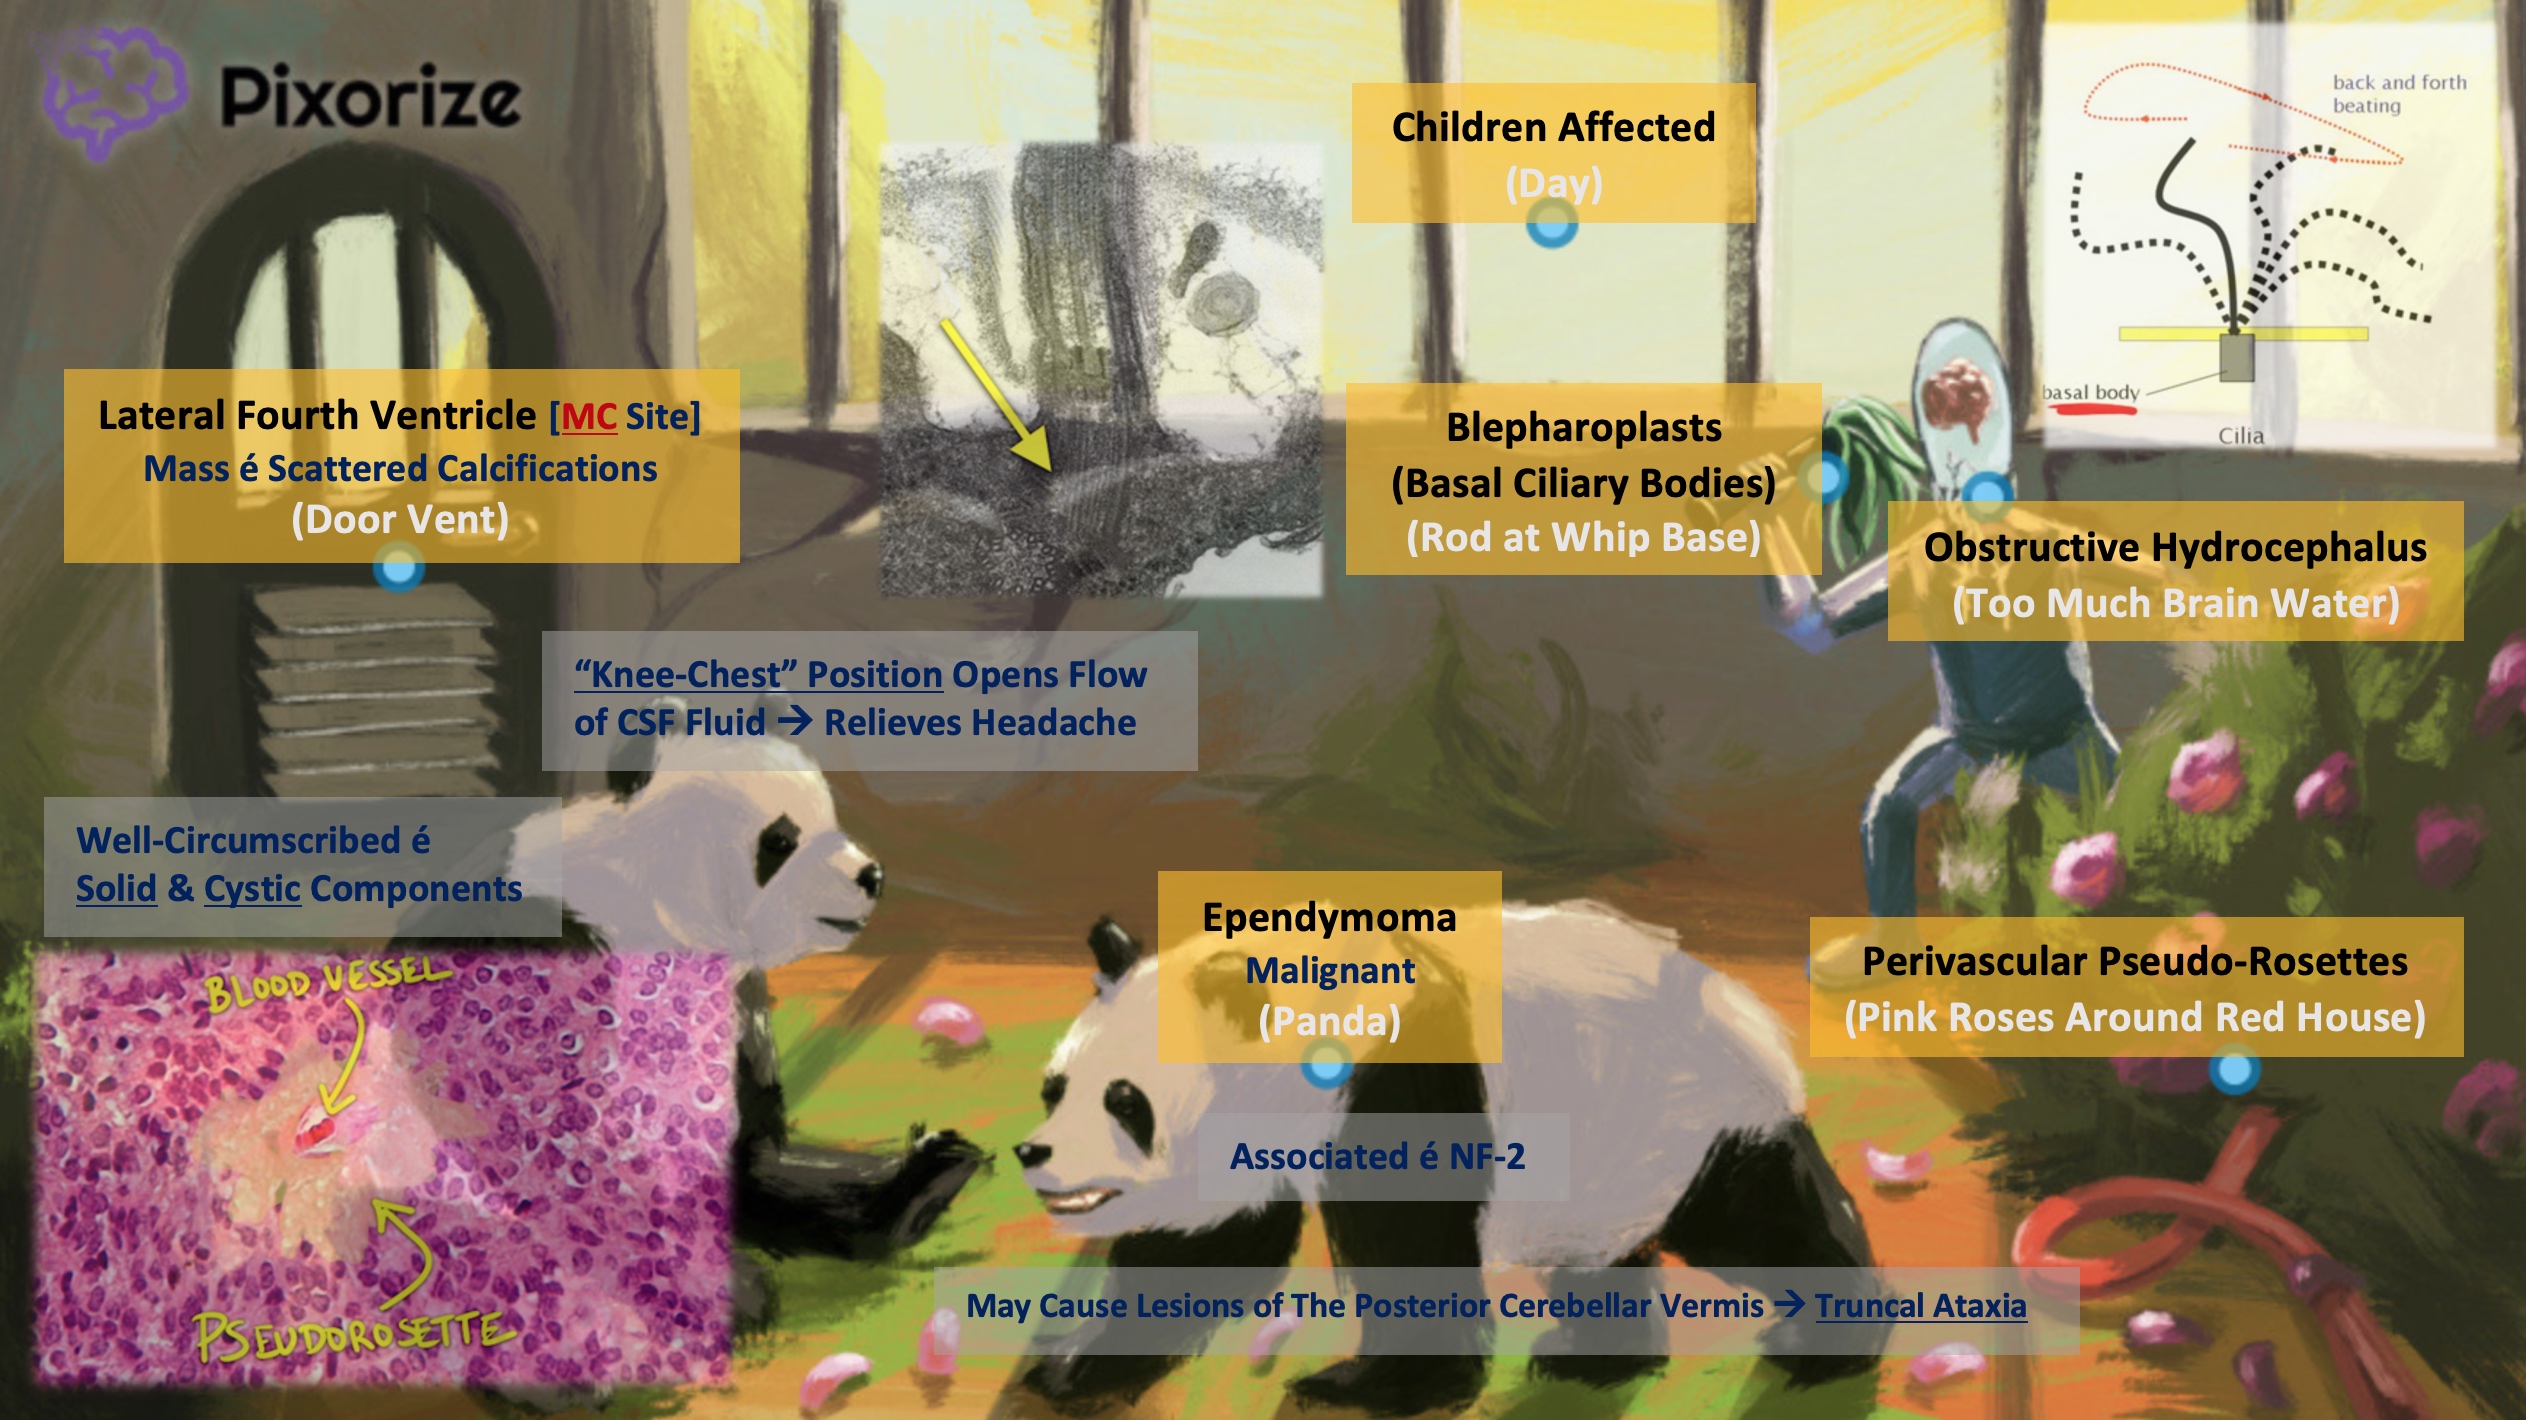 Pixorize
Children Affected
(Day)
back and forth
beating
basal body
Cilia
Lateral Fourth Ventricle [MC Site]
Mass é Scattered Calcifications
(Door Vent)
Blepharoplasts
(Basal Ciliary Bodies)
(Rod at Whip Base)
Obstructive Hydrocephalus
(Too Much Brain Water)
“Knee-Chest” Position Opens Flow
of CSF Fluid → Relieves Headache
Well-Circumscribed é
Solid & Cystic Components
Ependymoma
Malignant
(Panda)
Perivascular Pseudo-Rosettes
(Pink Roses Around Red House)
BLOOD VESSEL
PSEUDOROSETTE
Associated é NF-2
May Cause Lesions of The Posterior Cerebellar Vermis → Truncal Ataxia